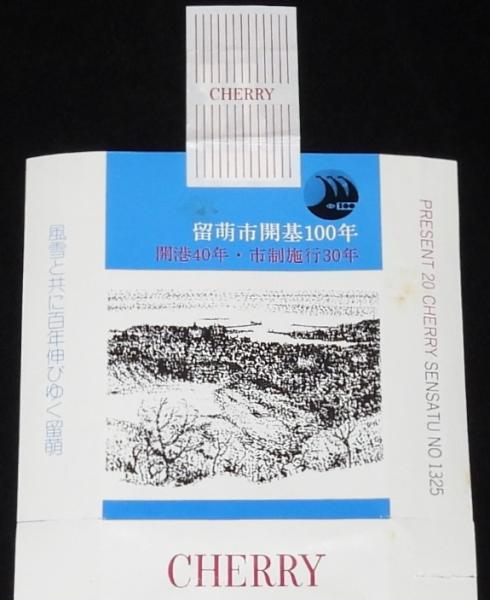 CHERRY
100
留萌市開基100年
開港40年・市制施行30年
風雪と共に百年伸びゆく留萌
PRESENT 20 CHERRY SENSATU NO 1325
CHERRY